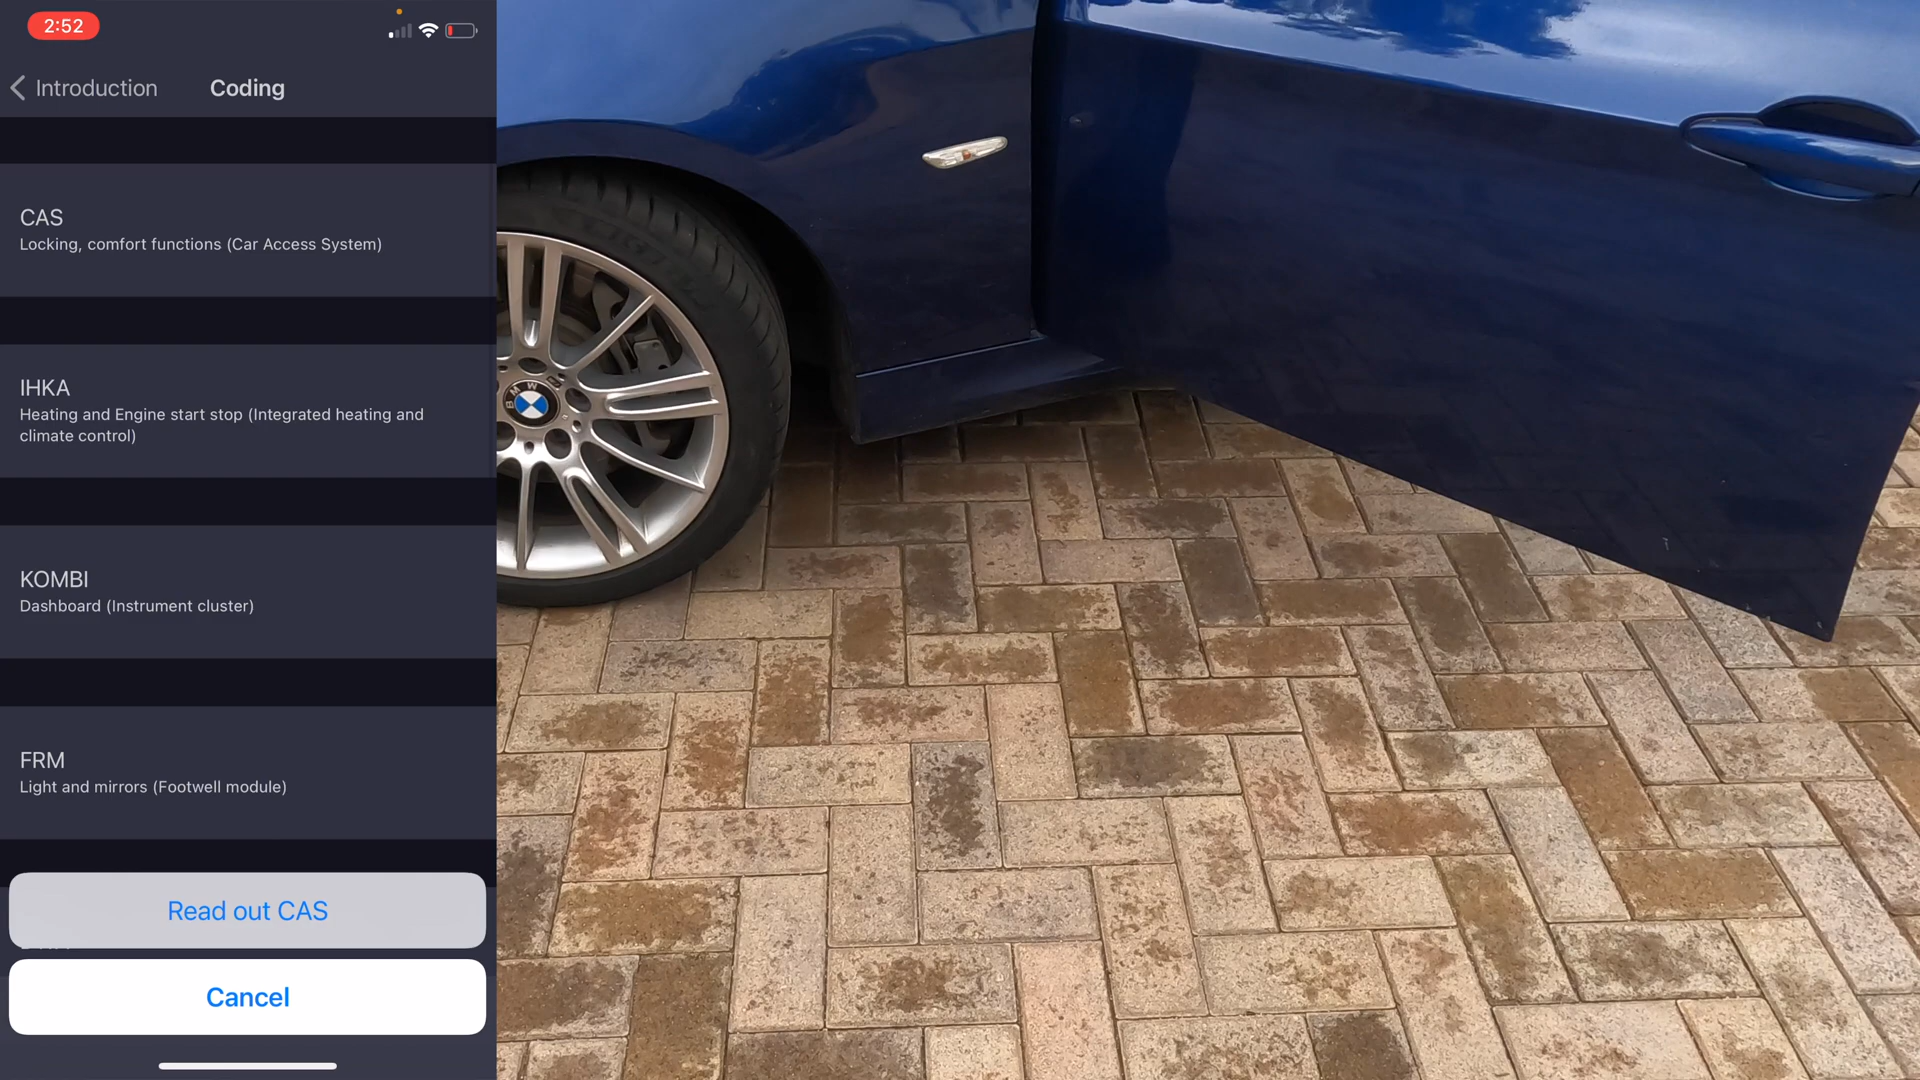 2:52
Introduction
Coding
CAS
Locking, comfort functions (Car Access System)
IHKA
Heating and Engine start stop (Integrated heating and
climate control)
KOMBI
Dashboard (Instrument cluster)
FRM
Light and mirrors (Footwell module)
Read out CAS
Cancel
BMW